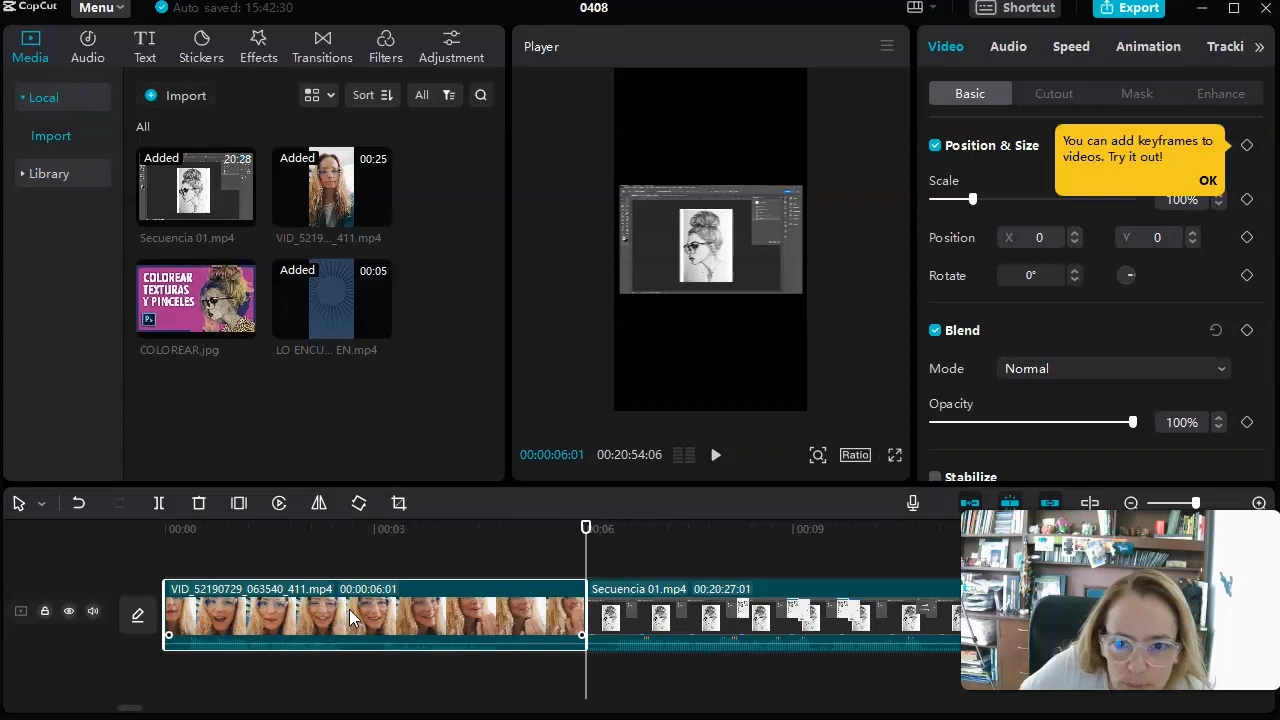 CapCut Menu Auto saved: 15:42:30 0408 Shortcut Export
Media Audio Text Stickers Effects Transitions Filters Adjustment
Local
Import
Library
Import Sort All
All
Added 20:28
Secuencia 01.mp4
Added 00:25
VID_5219..._411.mp4
COLOREAR
TEXTURAS
Y PINCELES
Ps
COLOREAR.jpg
Added 00:05
LO ENCU... EN.mp4
Player
00:00:06:01 00:20:54:06 Ratio
Video Audio Speed Animation Tracki
Basic Cutout Mask Enhance
Position & Size
You can add keyframes to
videos. Try it out!
OK
Scale 100%
Position X 0 Y 0
Rotate 0°
Blend
Mode Normal
Opacity
100%
Stabilize
00:00 00:03 00:06 00:09
VID_52190729_063540_411.mp4 00:00:06:01 Secuencia 01.mp4 00:20:27:01